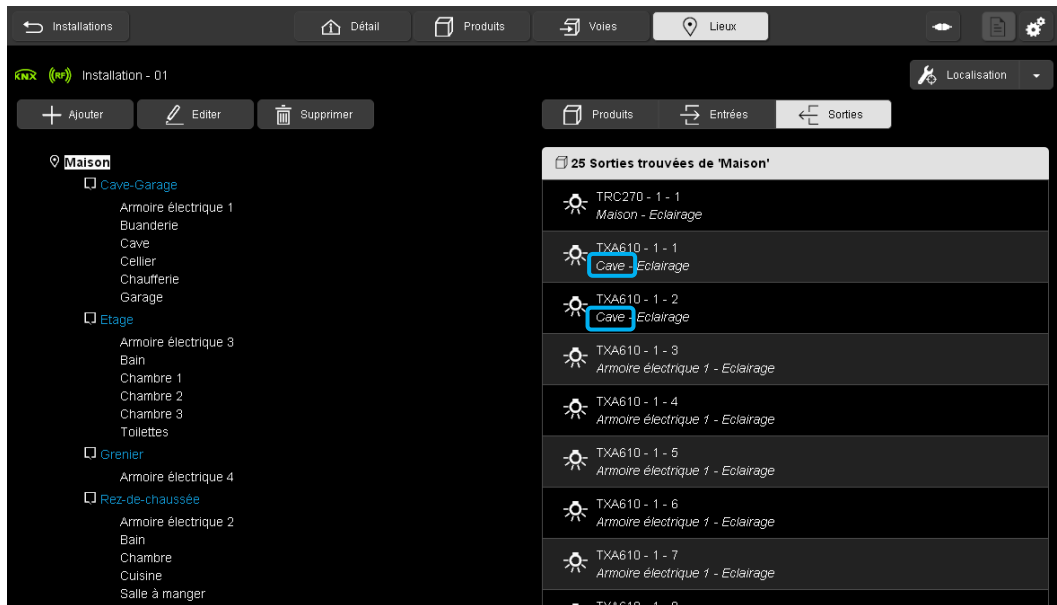 Installations
Détail
Produits
Voies
Lieux
KNX ((RF)) Installation - 01
Localisation
Ajouter
Editer
Supprimer
Produits
Entrées
Sorties
Maison
Cave-Garage
Armoire électrique 1
Buanderie
Cave
Cellier
Chaufferie
Garage
Etage
Armoire électrique 3
Bain
Chambre 1
Chambre 2
Chambre 3
Toilettes
Grenier
Armoire électrique 4
Rez-de-chaussée
Armoire électrique 2
Bain
Chambre
Cuisine
Salle à manger
25 Sorties trouvées de 'Maison'
TRC270 - 1 - 1
Maison - Eclairage
TXA610 - 1 - 1
Cave - Eclairage
TXA610 - 1 - 2
Cave - Eclairage
TXA610 - 1 - 3
Armoire électrique 1 - Eclairage
TXA610 - 1 - 4
Armoire électrique 1 - Eclairage
TXA610 - 1 - 5
Armoire électrique 1 - Eclairage
TXA610 - 1 - 6
Armoire électrique 1 - Eclairage
TXA610 - 1 - 7
Armoire électrique 1 - Eclairage